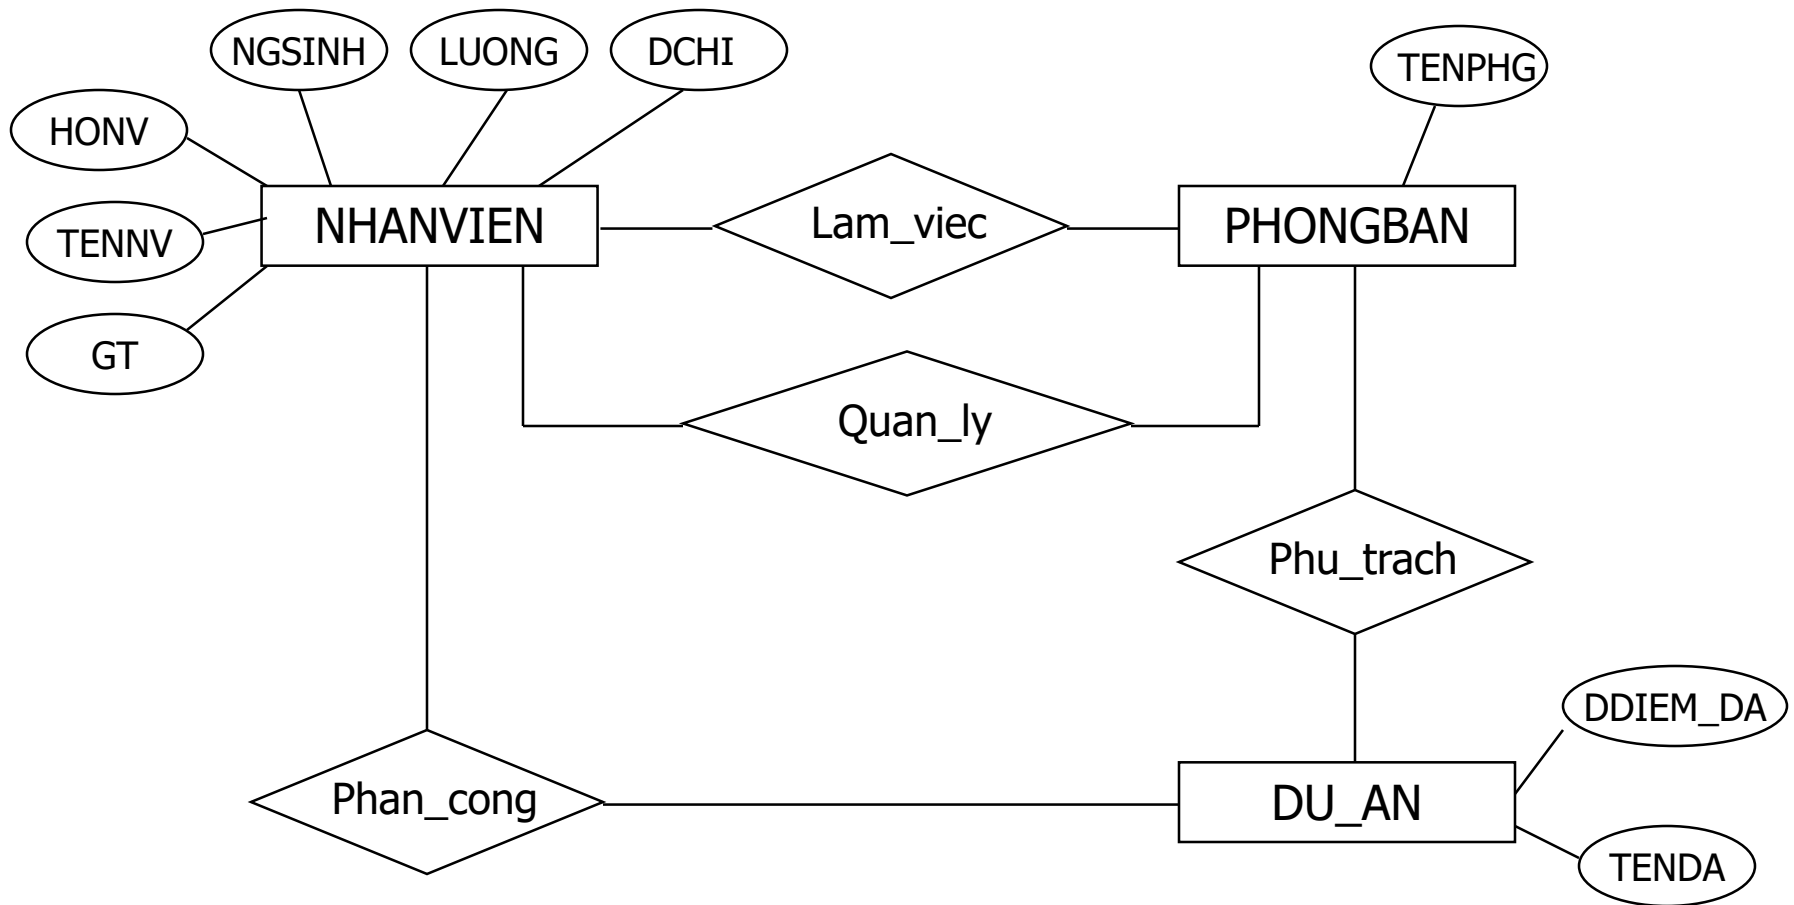 NGSINH
LUONG
DCHI
TENPHG
HONV
NHANVIEN
Lam_viec
PHONGBAN
TENNV
GT
Quan_ly
Phu_trach
DDIEM_DA
Phan_cong
DU_AN
TENDA